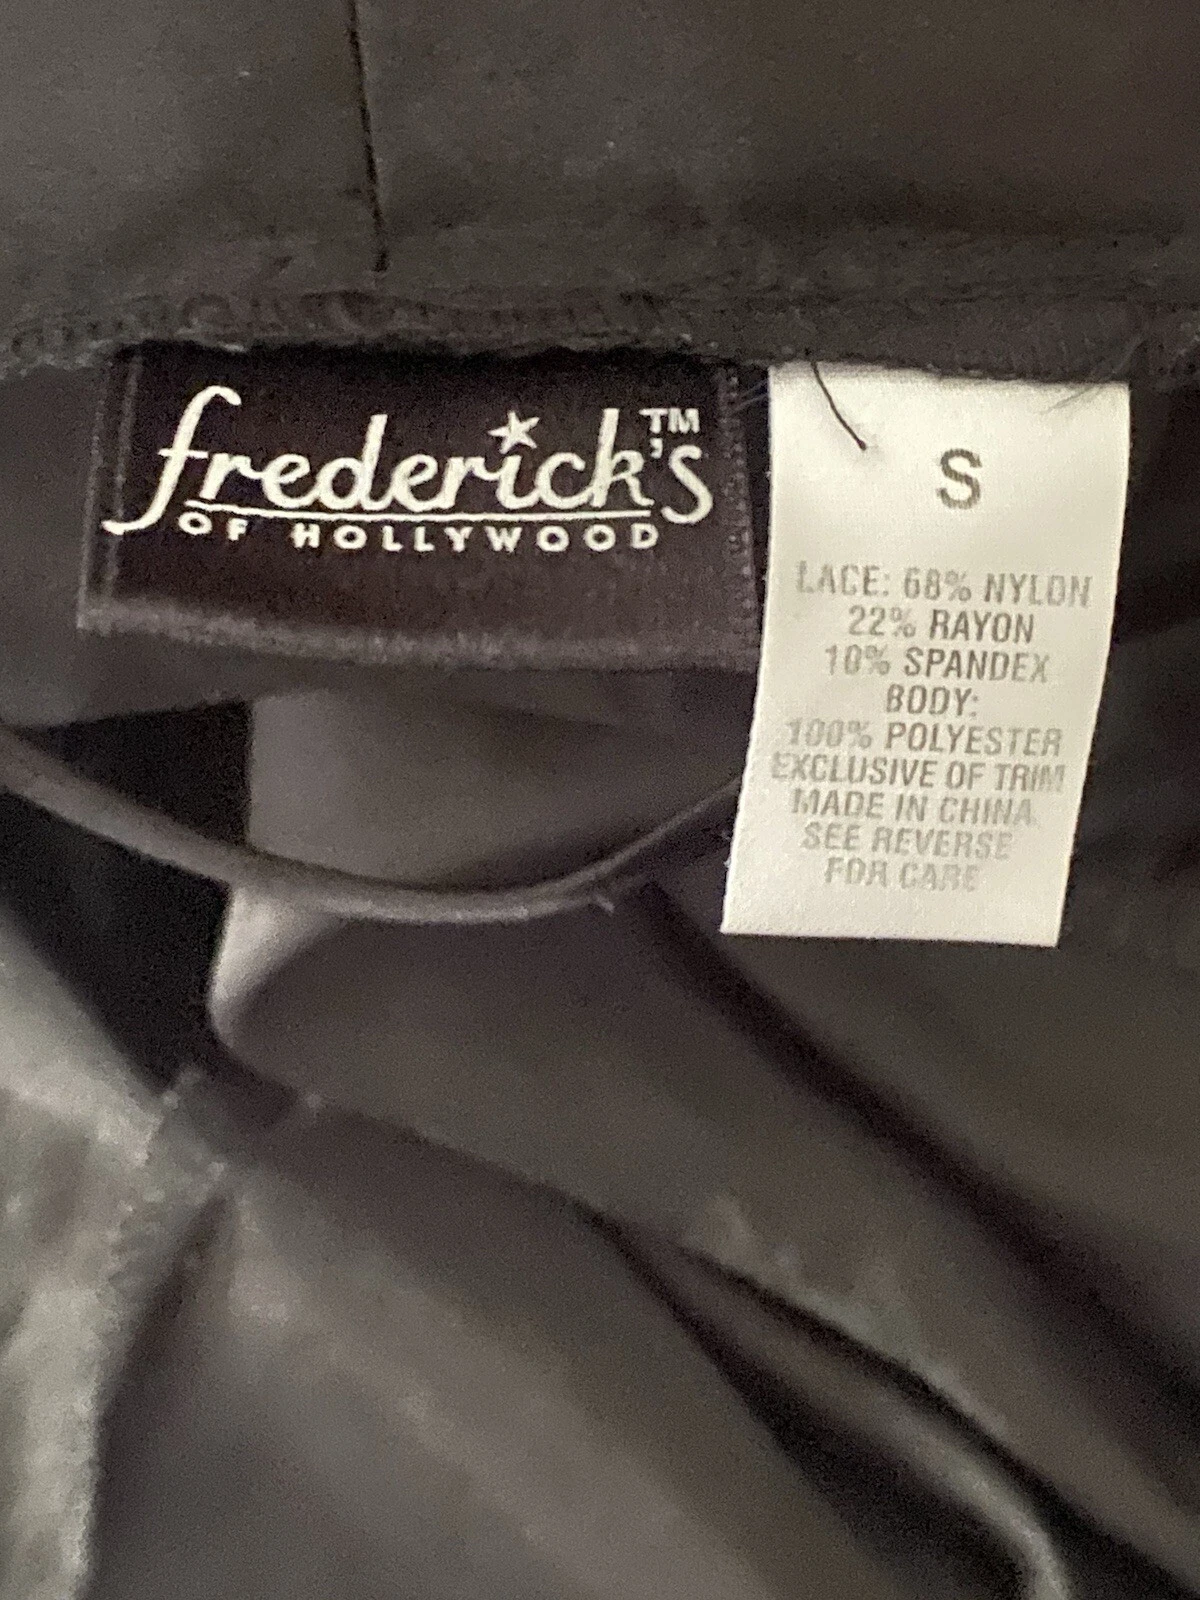 frederick's™
OF HOLLYWOOD
S
LACE: 68% NYLON
22% RAYON
10% SPANDEX
BODY:
100% POLYESTER
EXCLUSIVE OF TRIM
MADE IN CHINA
SEE REVERSE
FOR CARE